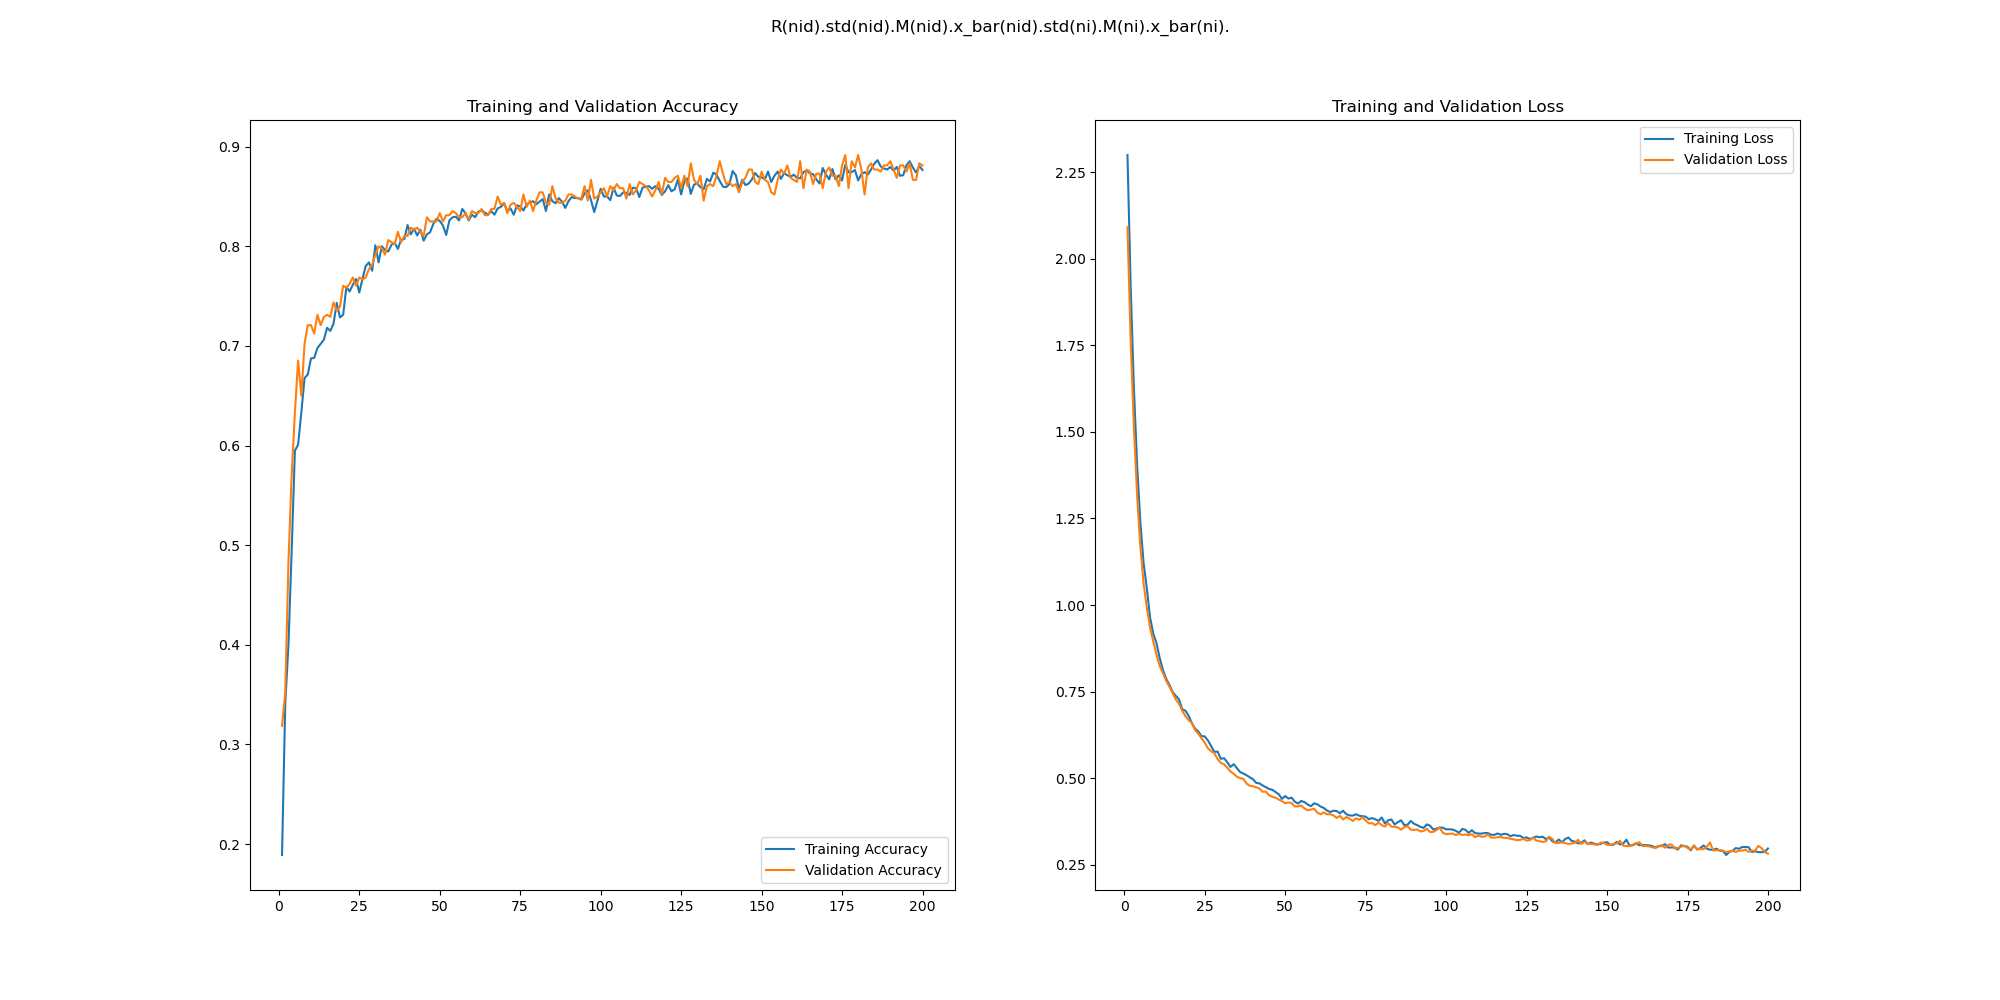 R(nid).std(nid).M(nid).x_bar(nid).std(ni).M(ni).x_bar(ni).
Training and Validation Accuracy
0.9
0.8
0.7
0.6
0.5
0.4
0.3
0.2
Training Accuracy
Validation Accuracy
0 25 50 75 100 125 150 175 200
Training and Validation Loss
Training Loss
Validation Loss
2.25
2.00
1.75
1.50
1.25
1.00
0.75
0.50
0.25
0 25 50 75 100 125 150 175 200